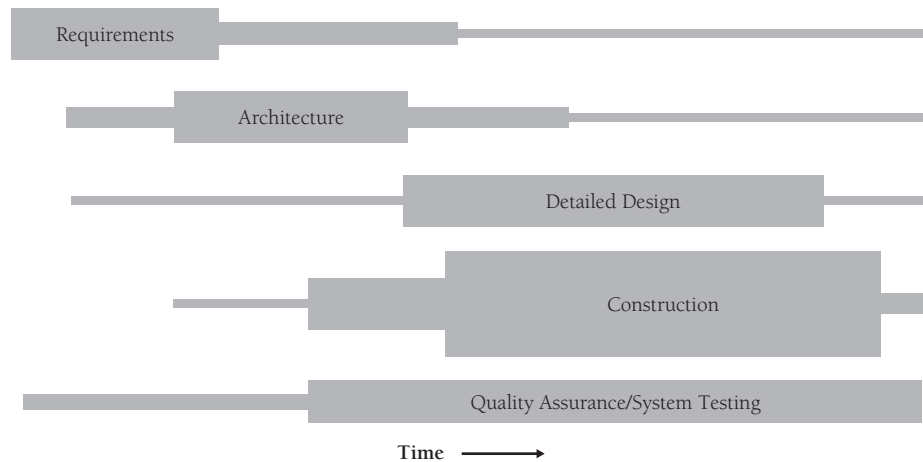 Requirements
Architecture
Detailed Design
Construction
Quality Assurance/System Testing
Time